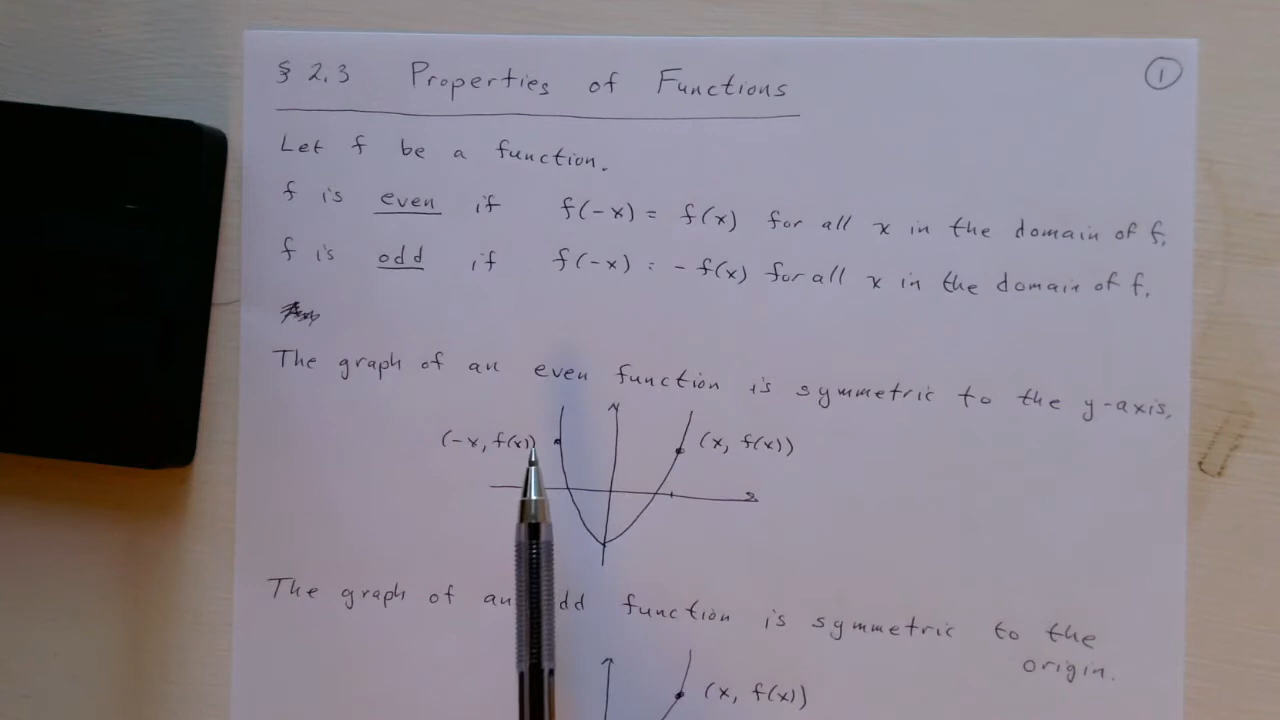 § 2.3 Properties of Functions
1
Let f be a function.
f is even if f(-x) = f(x) for all x in the domain of f.
f is odd if f(-x) = - f(x) for all x in the domain of f.
The graph of an even function is symmetric to the y-axis.
(-x, f(x)) (x, f(x))
The graph of an odd function is symmetric to the
origin.
(x, f(x))